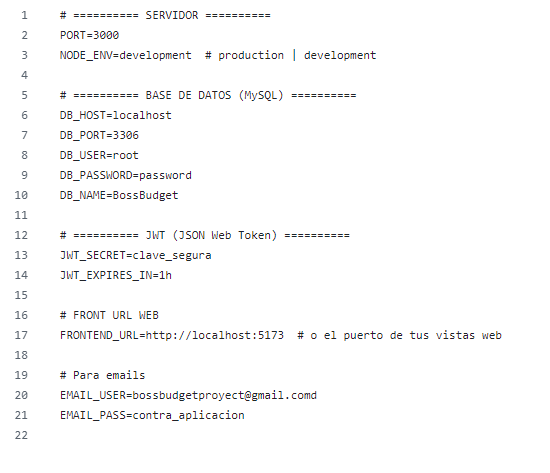 1 # ========== SERVIDOR ==========
2 PORT=3000
3 NODE_ENV=development  # production | development
4
5 # ========== BASE DE DATOS (MySQL) ==========
6 DB_HOST=localhost
7 DB_PORT=3306
8 DB_USER=root
9 DB_PASSWORD=password
10 DB_NAME=BossBudget
11
12 # ========== JWT (JSON Web Token) ==========
13 JWT_SECRET=clave_segura
14 JWT_EXPIRES_IN=1h
15
16 # FRONT URL WEB
17 FRONTEND_URL=http://localhost:5173  # o el puerto de tus vistas web
18
19 # Para emails
20 EMAIL_USER=bossbudgetproyect@gmail.comd
21 EMAIL_PASS=contra_aplicacion
22